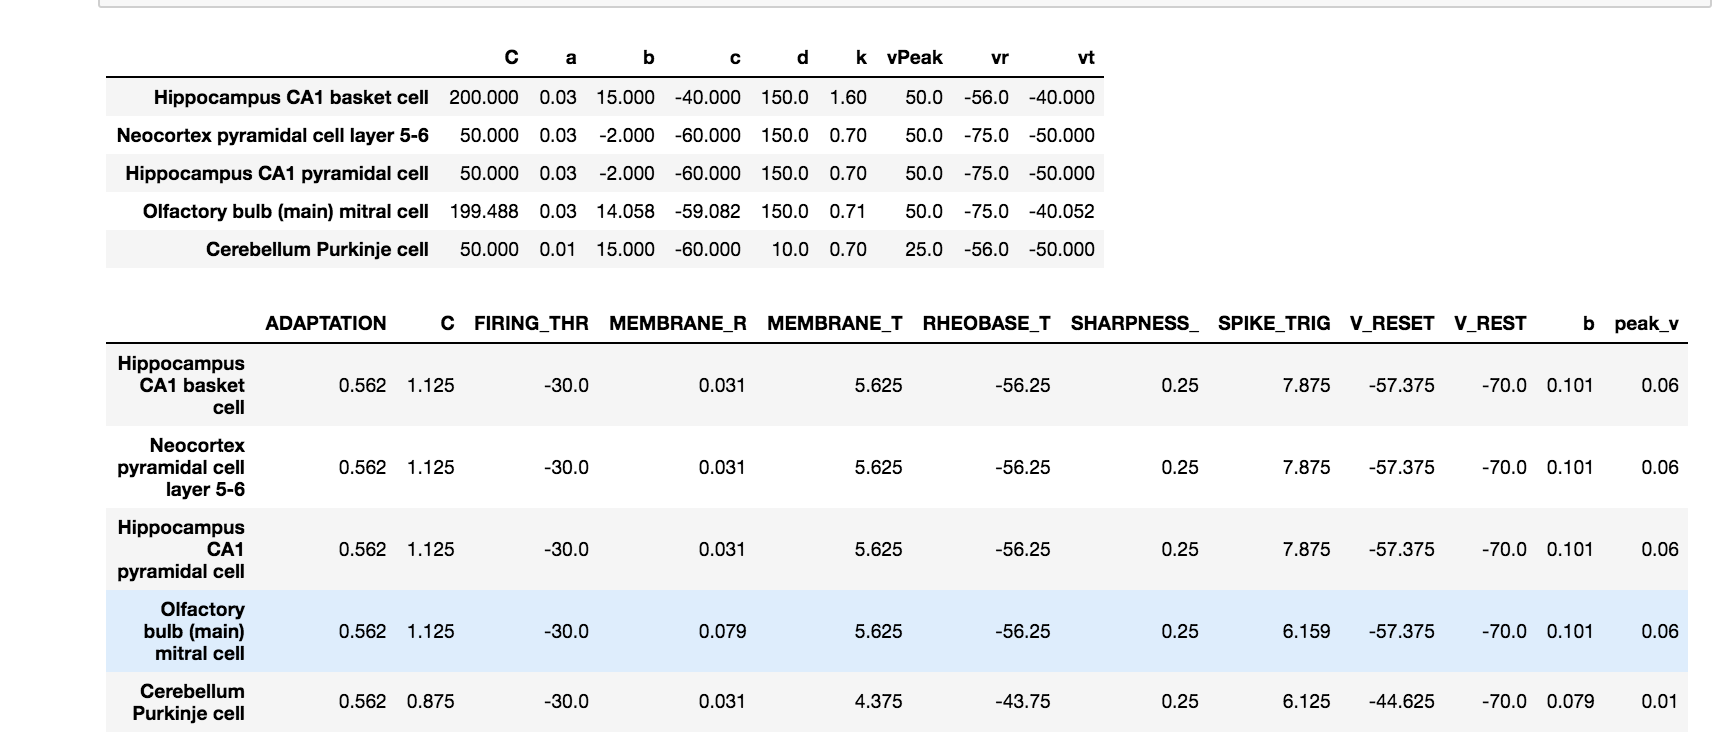 C a b c d k vPeak vr vt
Hippocampus CA1 basket cell 200.000 0.03 15.000 -40.000 150.0 1.60 50.0 -56.0 -40.000
Neocortex pyramidal cell layer 5-6 50.000 0.03 -2.000 -60.000 150.0 0.70 50.0 -75.0 -50.000
Hippocampus CA1 pyramidal cell 50.000 0.03 -2.000 -60.000 150.0 0.70 50.0 -75.0 -50.000
Olfactory bulb (main) mitral cell 199.488 0.03 14.058 -59.082 150.0 0.71 50.0 -75.0 -40.052
Cerebellum Purkinje cell 50.000 0.01 15.000 -60.000 10.0 0.70 25.0 -56.0 -50.000
ADAPTATION C FIRING_THR MEMBRANE_R MEMBRANE_T RHEOBASE_T SHARPNESS_ SPIKE_TRIG V_RESET V_REST b peak_v
Hippocampus
CA1 basket 0.562 1.125 -30.0 0.031 5.625 -56.25 0.25 7.875 -57.375 -70.0 0.101 0.06
cell
Neocortex
pyramidal cell 0.562 1.125 -30.0 0.031 5.625 -56.25 0.25 7.875 -57.375 -70.0 0.101 0.06
layer 5-6
Hippocampus
CA1 0.562 1.125 -30.0 0.031 5.625 -56.25 0.25 7.875 -57.375 -70.0 0.101 0.06
pyramidal cell
Olfactory
bulb (main) 0.562 1.125 -30.0 0.079 5.625 -56.25 0.25 6.159 -57.375 -70.0 0.101 0.06
mitral cell
Cerebellum
Purkinje cell 0.562 0.875 -30.0 0.031 4.375 -43.75 0.25 6.125 -44.625 -70.0 0.079 0.01